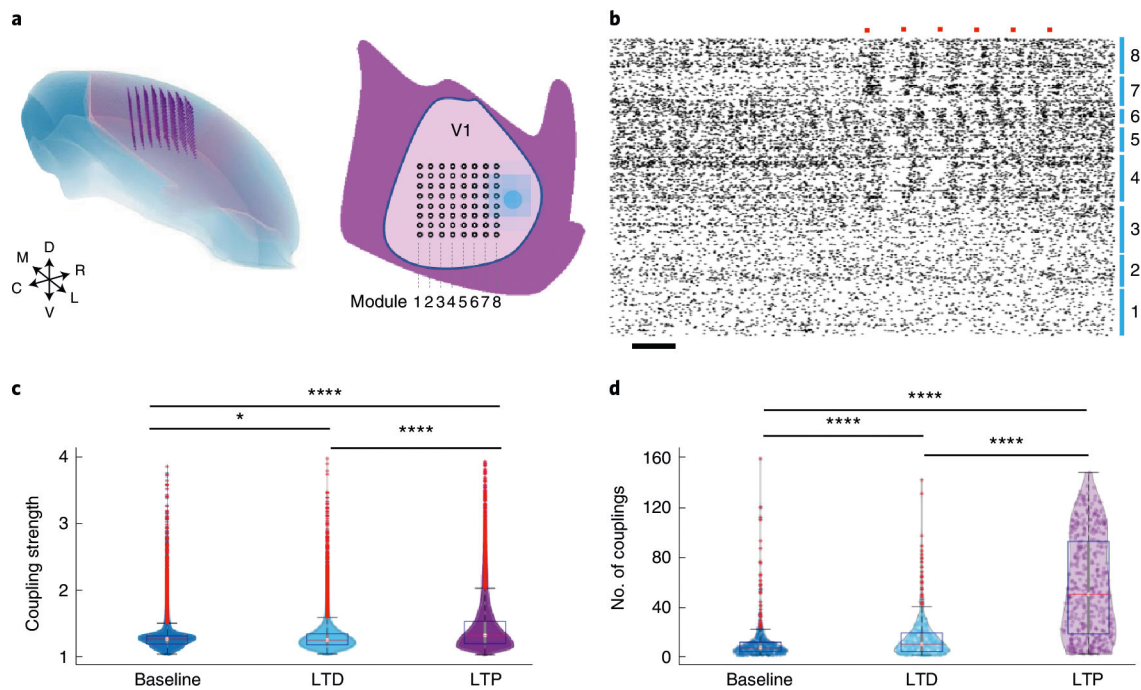 a
V1
M
D
R
C
L
V
Module 1 2 3 4 5 6 7 8
b
8
7
6
5
4
3
2
1
c
****
*
****
Coupling strength
4
3
2
1
Baseline
LTD
LTP
d
****
****
****
No. of couplings
160
120
80
40
0
Baseline
LTD
LTP